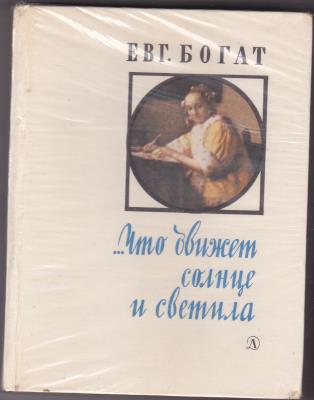 ЕВГ. БОГАТ
...Что движет
солнце
и светила
Д